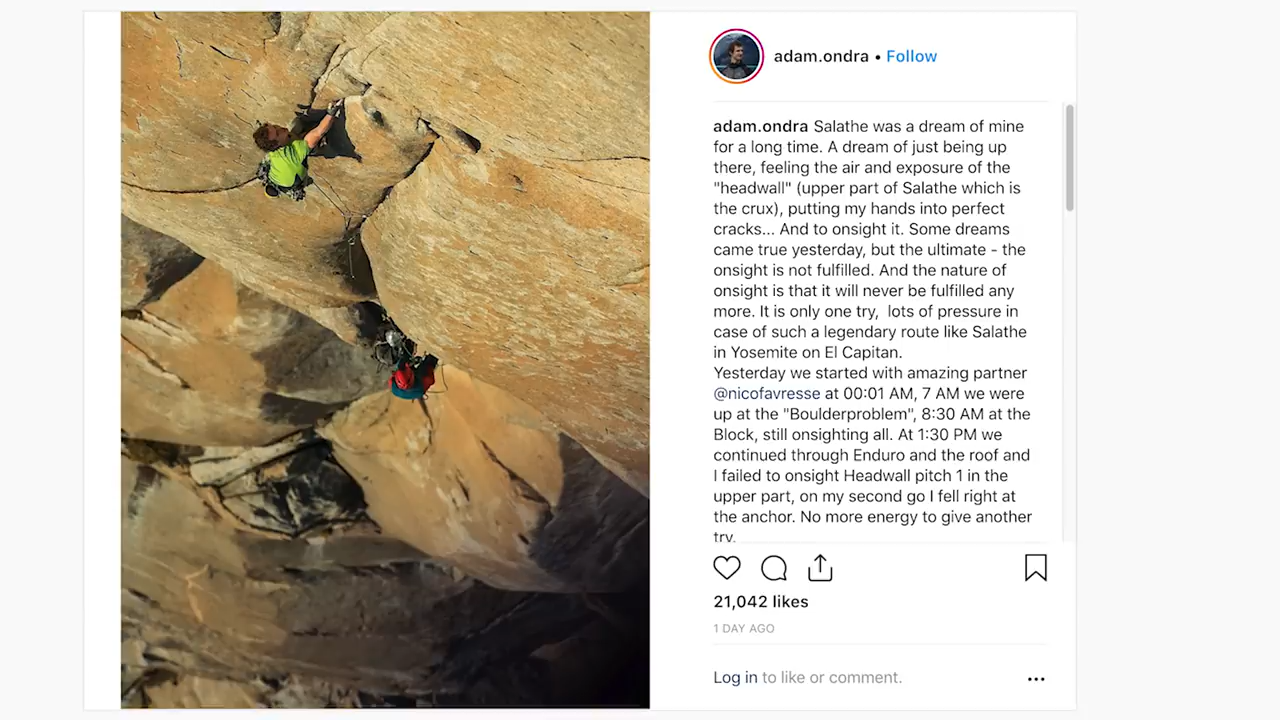 adam.ondra • Follow
adam.ondra Salathe was a dream of mine
for a long time. A dream of just being up
there, feeling the air and exposure of the
"headwall" (upper part of Salathe which is
the crux), putting my hands into perfect
cracks... And to onsight it. Some dreams
came true yesterday, but the ultimate - the
onsight is not fulfilled. And the nature of
onsight is that it will never be fulfilled any
more. It is only one try, lots of pressure in
case of such a legendary route like Salathe
in Yosemite on El Capitan.
Yesterday we started with amazing partner
@nicofavresse at 00:01 AM, 7 AM we were
up at the "Boulderproblem", 8:30 AM at the
Block, still onsighting all. At 1:30 PM we
continued through Enduro and the roof and
I failed to onsight Headwall pitch 1 in the
upper part, on my second go I fell right at
the anchor. No more energy to give another
try.
21,042 likes
1 DAY AGO
Log in to like or comment.